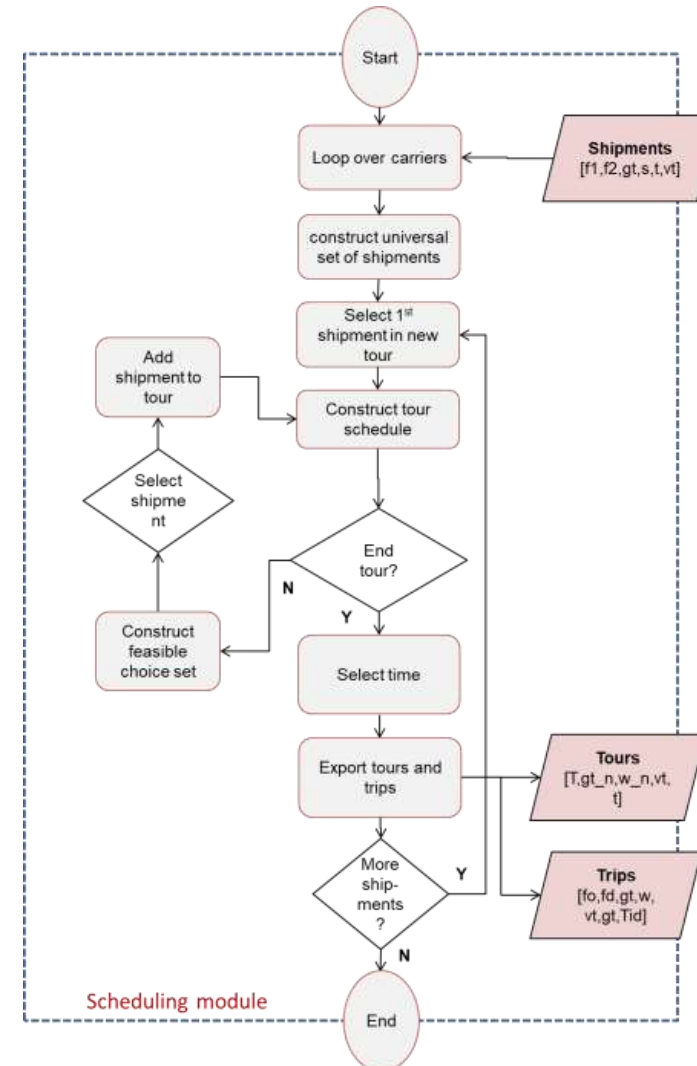 Start
Loop over carriers
Shipments
[f1,f2,gt,s,t,vt]
construct universal
set of shipments
Select 1st
shipment in new
tour
Add
shipment to
tour
Construct tour
schedule
Select
shipme
nt
End
tour?
N
Y
Construct
feasible
choice set
Select time
Export tours and
trips
Tours
[T,gt_n,w_n,vt,
t]
More
ship-
ments
?
Y
Trips
[fo,fd,gt,w,
vt,gt,Tid]
N
Scheduling module
End